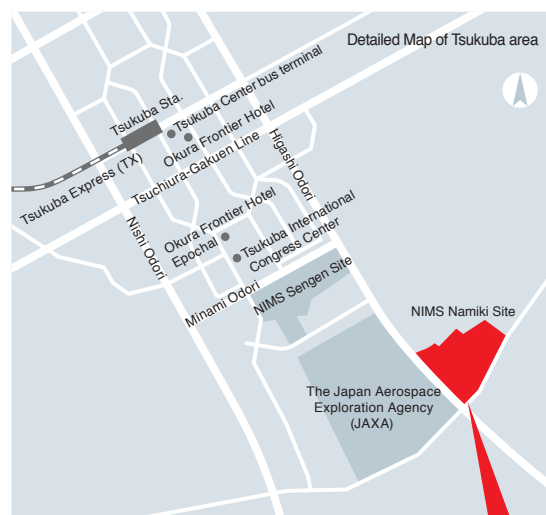 Detailed Map of Tsukuba area
Tsukuba Sta.
Tsukuba Center bus terminal
Okura Frontier Hotel
Tsukuba Express (TX)
Tsuchiura-Gakuen Line
Higashi Odori
Nishi Odori
Okura Frontier Hotel
Epochal
Tsukuba International
Congress Center
Minami Odori
NIMS Sengen Site
NIMS Namiki Site
The Japan Aerospace
Exploration Agency
(JAXA)